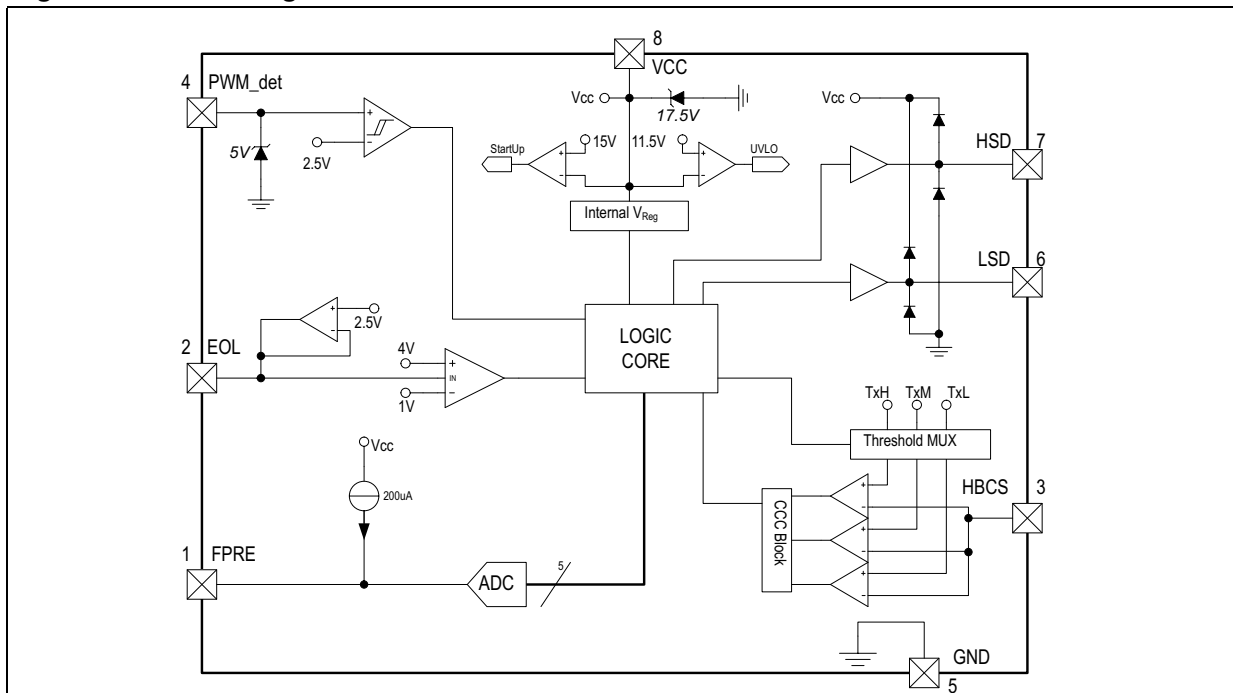 8
VCC
4 PWM_det
5V
2.5V
Vcc
17.5V
StartUp
15V
11.5V
UVLO
Internal VReg
Vcc
HSD 7
LSD 6
2 EOL
2.5V
4V
IN
1V
LOGIC
CORE
TxH TxM TxL
Threshold MUX
CCC Block
HBCS 3
Vcc
200uA
1 FPRE
ADC
5
GND
5
+
-
+
-
+
-
+
-
+
-
+
-
+
-
+
-